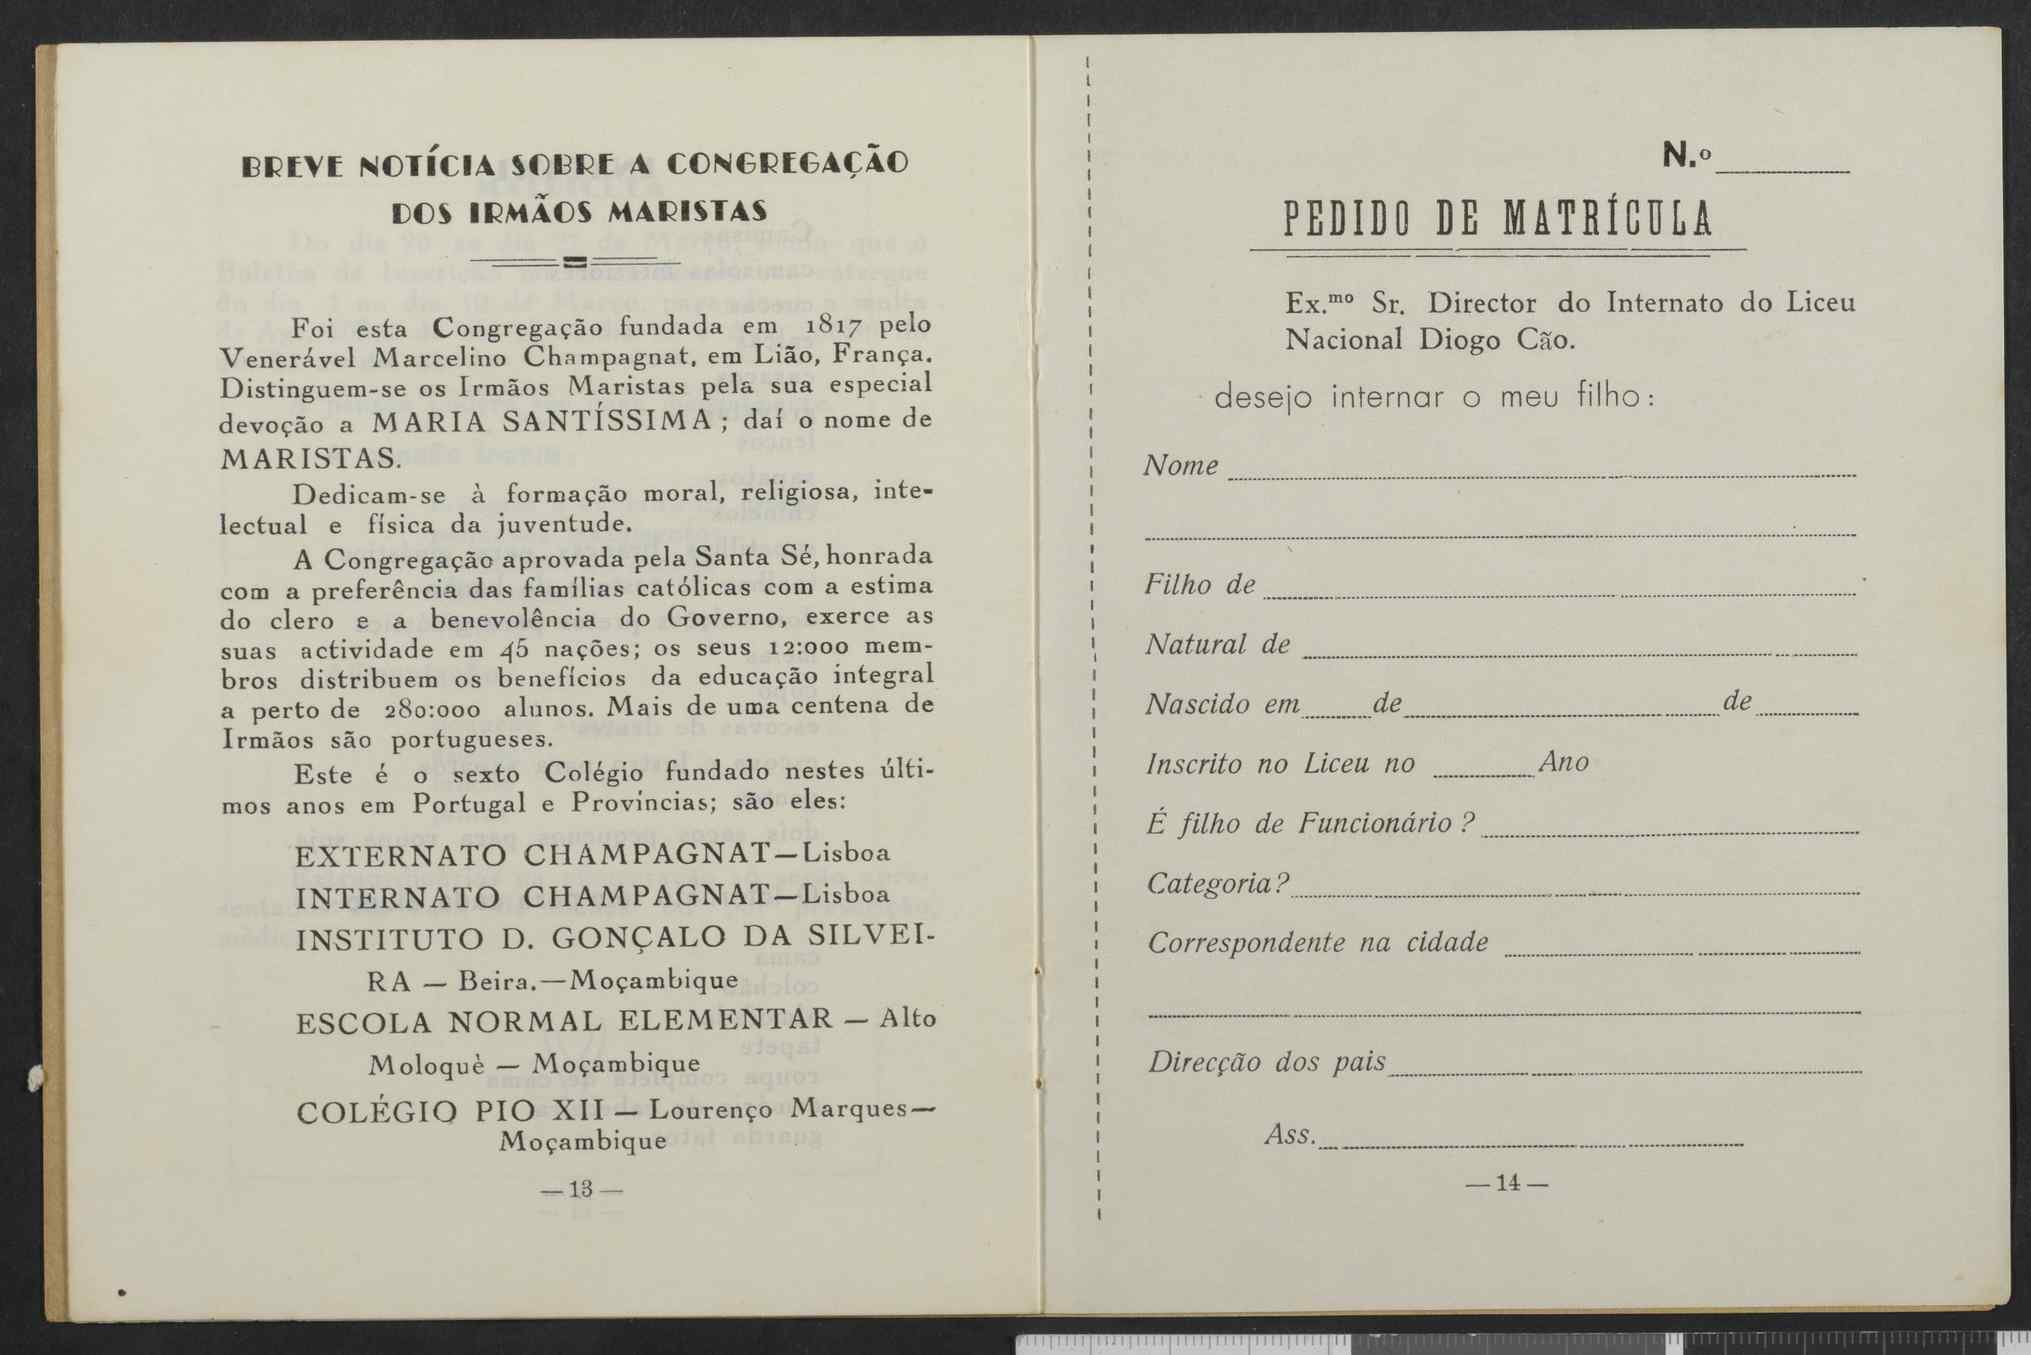 BREVE NOTÍCIA SOBRE A CONGREGAÇÃO
DOS IRMÃOS MARISTAS
Foi esta Congregação fundada em 1817 pelo
Venerável Marcelino Champagnat, em Lião, França.
Distinguem-se os Irmãos Maristas pela sua especial
devoção a MARIA SANTÍSSIMA; daí o nome de
MARISTAS.
Dedicam-se à formação moral, religiosa, inte-
lectual e física da juventude.
A Congregação aprovada pela Santa Sé, honrada
com a preferência das famílias católicas com a estima
do clero e a benevolência do Governo, exerce as
suas actividade em 45 nações; os seus 12:000 mem-
bros distribuem os benefícios da educação integral
a perto de 280:000 alunos. Mais de uma centena de
Irmãos são portugueses.
Este é o sexto Colégio fundado nestes últi-
mos anos em Portugal e Províncias; são eles:
EXTERNATO CHAMPAGNAT—Lisboa
INTERNATO CHAMPAGNAT—Lisboa
INSTITUTO D. GONÇALO DA SILVEI-
RA — Beira.—Moçambique
ESCOLA NORMAL ELEMENTAR — Alto
Moloquè — Moçambique
COLÉGIO PIO XII — Lourenço Marques—
Moçambique
— 13 —
N.º
PEDIDO DE MATRÍCULA
Ex.mo Sr. Director do Internato do Liceu
Nacional Diogo Cão.
desejo internar o meu filho:
Nome
Filho de
Natural de
Nascido em de de
Inscrito no Liceu no Ano
É filho de Funcionário?
Categoria?
Correspondente na cidade
Direcção dos pais
Ass.
— 14 —